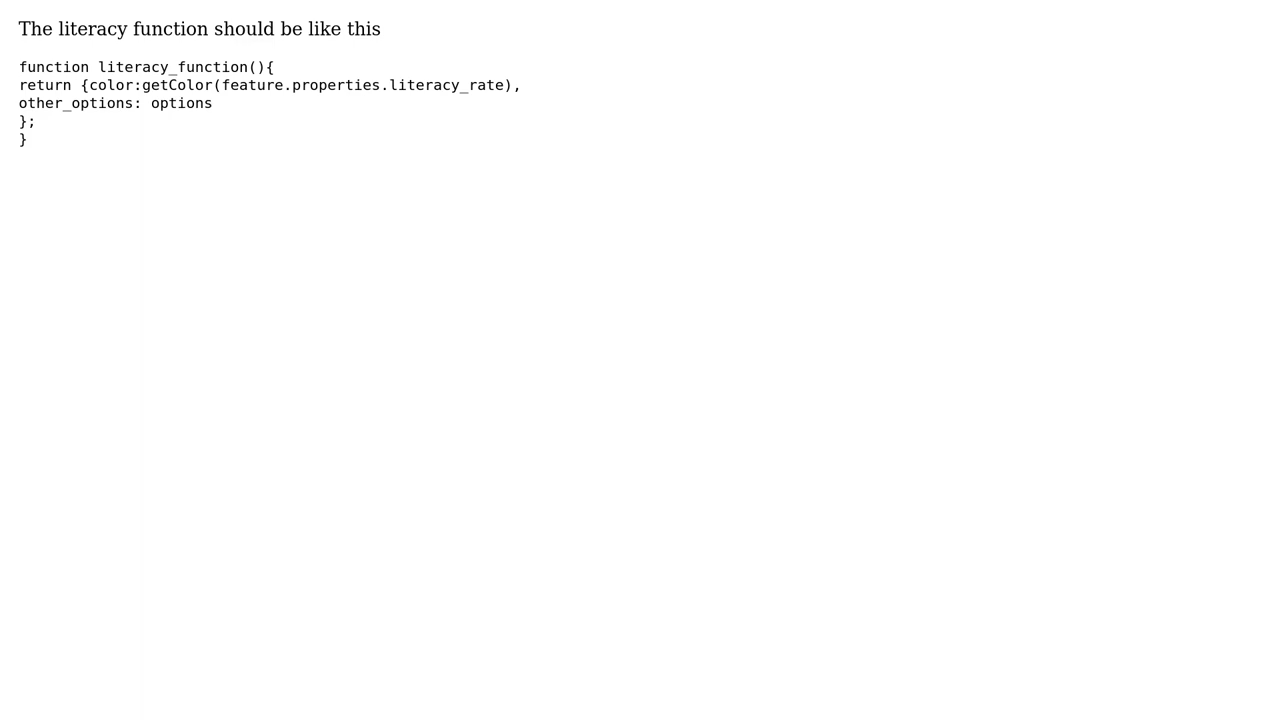 The literacy function should be like this
function literacy_function(){
return {color:getColor(feature.properties.literacy_rate),
other_options: options
};
}